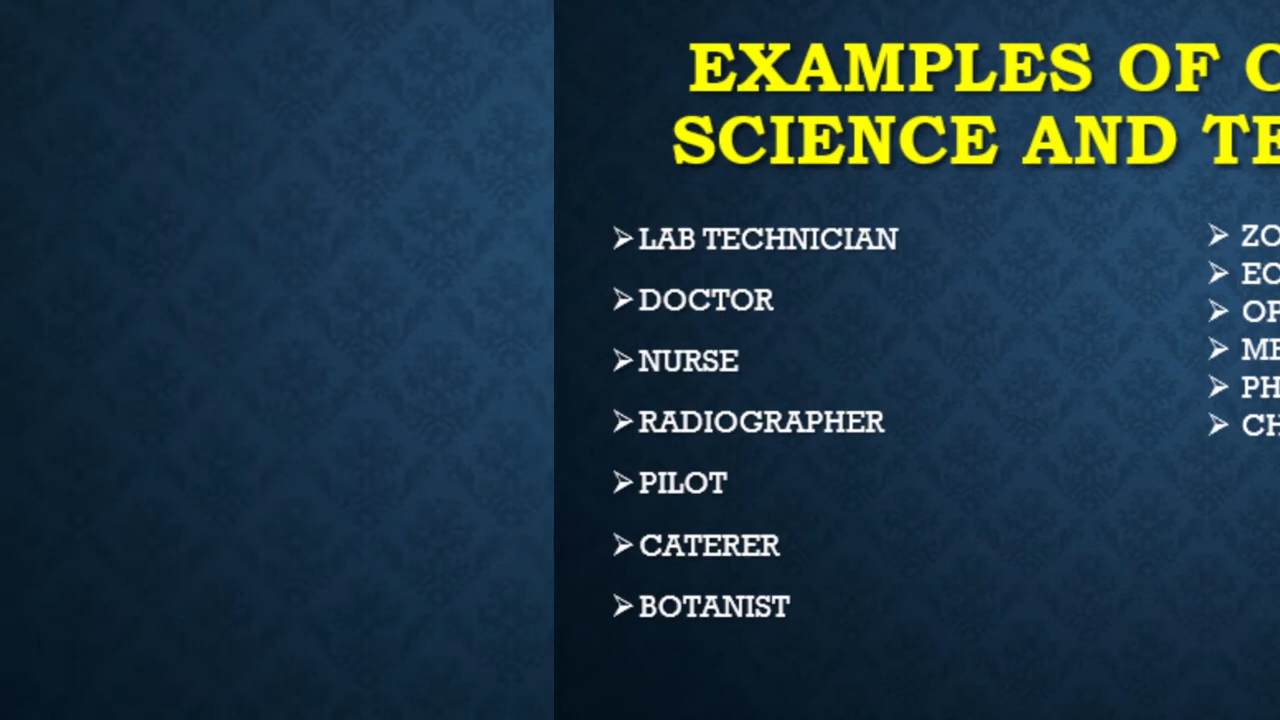 EXAMPLES OF
SCIENCE AND
➢LAB TECHNICIAN
➢DOCTOR
➢NURSE
➢RADIOGRAPHER
➢PILOT
➢CATERER
➢BOTANIST